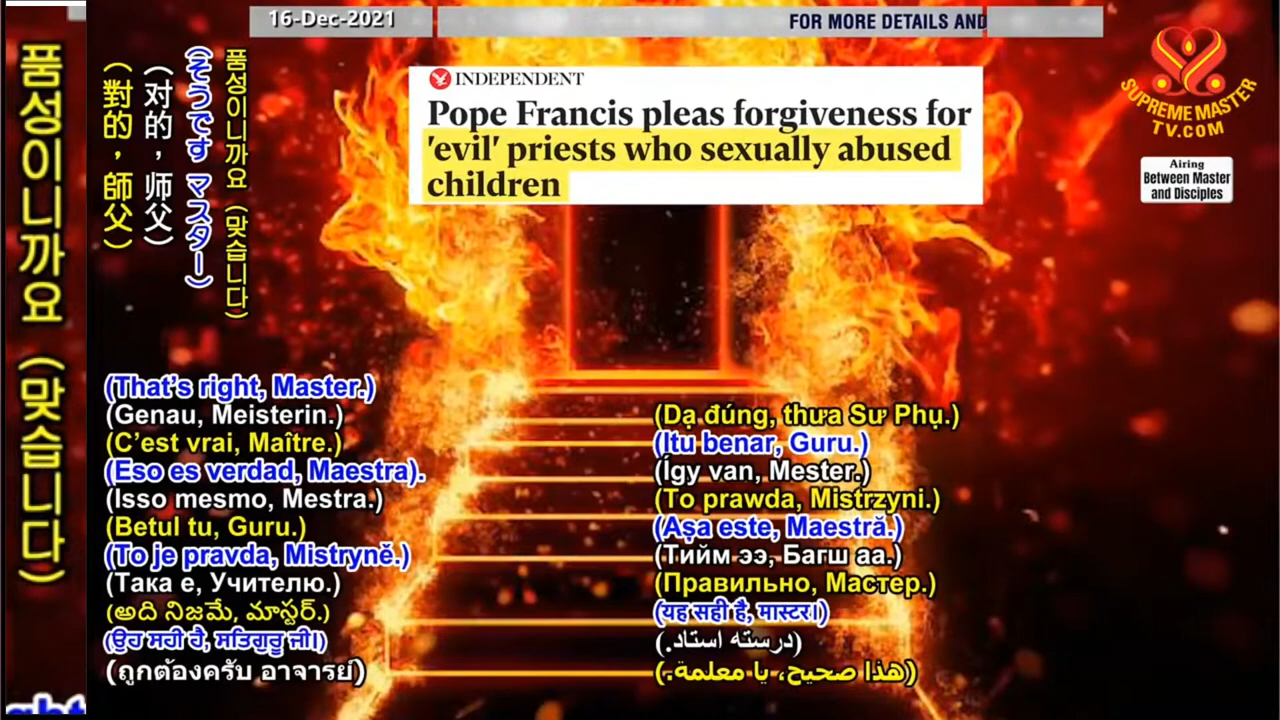 16-Dec-2021
FOR MORE DETAILS AND
INDEPENDENT
Pope Francis pleas forgiveness for
'evil' priests who sexually abused
children
SUPREME MASTER
TV.COM
Airing
Between Master
and Disciples
품성이니까요 (맞습니다)
품성이니까요 (맞습니다)
(そうです マスター)
(对的，师父)
(對的，師父)
(That's right, Master.)
(Genau, Meisterin.)
(C'est vrai, Maître.)
(Eso es verdad, Maestra).
(Isso mesmo, Mestra.)
(Betul tu, Guru.)
(To je pravda, Mistryně.)
(Така е, Учителю.)
(అది నిజమే, మాస్టర్.)
(ਉਹ ਸਹੀ ਹੈ, ਸਤਿਗੁਰੂ ਜੀ।)
(ถูกต้องครับ อาจารย์)
(Dạ đúng, thưa Sư Phụ.)
(Itu benar, Guru.)
(Így van, Mester.)
(To prawda, Mistrzyni.)
(Aşa este, Maestră.)
(Тийм ээ, Багш аа.)
(Правильно, Мастер.)
(यह सही है, मास्टर।)
(درسته استاد.)
(هذا صحيح، يا معلمة.)